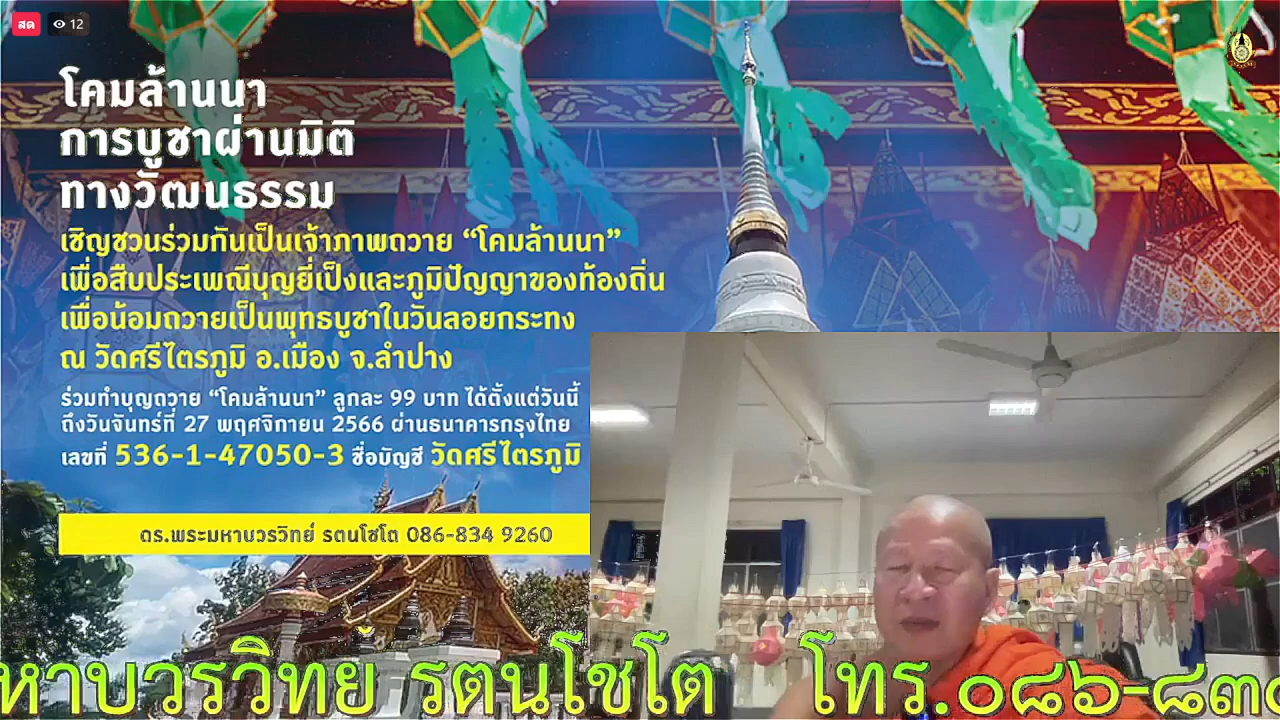 สด 12
โคมล้านนา
การบูชาผ่านมิติ
ทางวัฒนธรรม
เชิญชวนร่วมกันเป็นเจ้าภาพถวาย “โคมล้านนา”
เพื่อสืบประเพณีบุญยี่เป็งและภูมิปัญญาของท้องถิ่น
เพื่อน้อมถวายเป็นพุทธบูชาในวันลอยกระทง
ณ วัดศรีไตรภูมิ อ.เมือง จ.ลำปาง
ร่วมทำบุญถวาย “โคมล้านนา” ลูกละ 99 บาท ได้ตั้งแต่วันนี้
ถึงวันจันทร์ที่ 27 พฤศจิกายน 2566 ผ่านธนาคารกรุงไทย
เลขที่ 536-1-47050-3 ชื่อบัญชี วัดศรีไตรภูมิ
ดร.พระมหาบวรวิทย์ รตนโชโต 086-834 9260
หาบวรวิทย์ รตนโชโต โทร.๐๘๖-๘๓๔